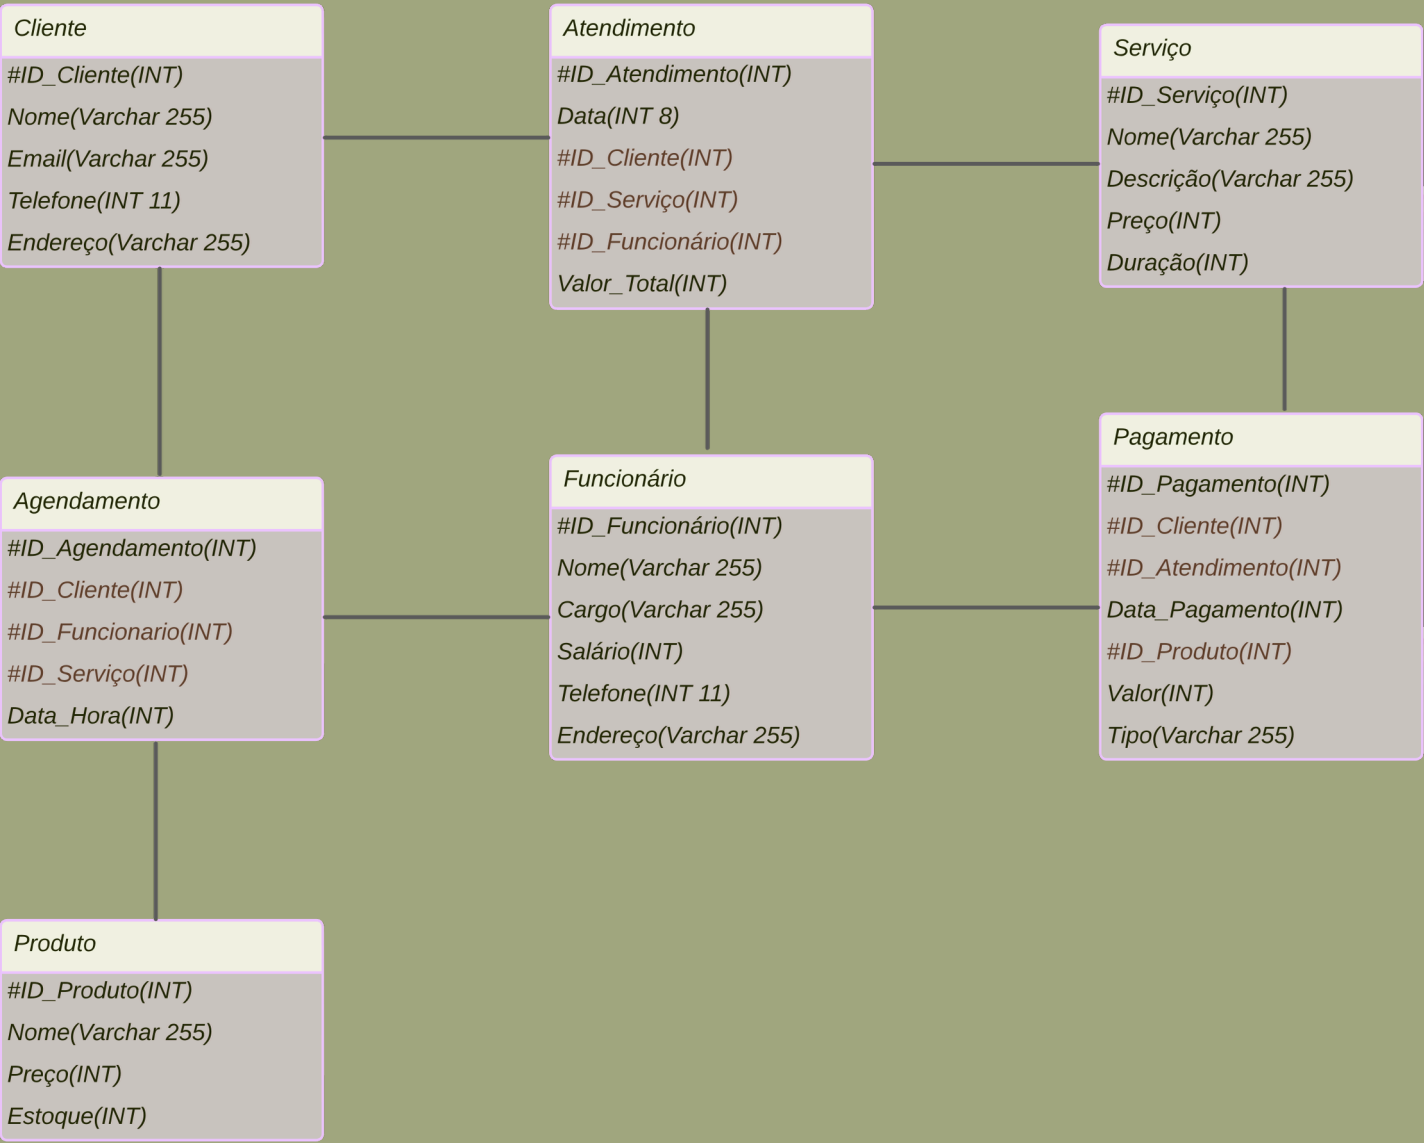 Cliente
#ID_Cliente(INT)
Nome(Varchar 255)
Email(Varchar 255)
Telefone(INT 11)
Endereço(Varchar 255)
Atendimento
#ID_Atendimento(INT)
Data(INT 8)
#ID_Cliente(INT)
#ID_Serviço(INT)
#ID_Funcionário(INT)
Valor_Total(INT)
Serviço
#ID_Serviço(INT)
Nome(Varchar 255)
Descrição(Varchar 255)
Preço(INT)
Duração(INT)
Agendamento
#ID_Agendamento(INT)
#ID_Cliente(INT)
#ID_Funcionario(INT)
#ID_Serviço(INT)
Data_Hora(INT)
Funcionário
#ID_Funcionário(INT)
Nome(Varchar 255)
Cargo(Varchar 255)
Salário(INT)
Telefone(INT 11)
Endereço(Varchar 255)
Pagamento
#ID_Pagamento(INT)
#ID_Cliente(INT)
#ID_Atendimento(INT)
Data_Pagamento(INT)
#ID_Produto(INT)
Valor(INT)
Tipo(Varchar 255)
Produto
#ID_Produto(INT)
Nome(Varchar 255)
Preço(INT)
Estoque(INT)